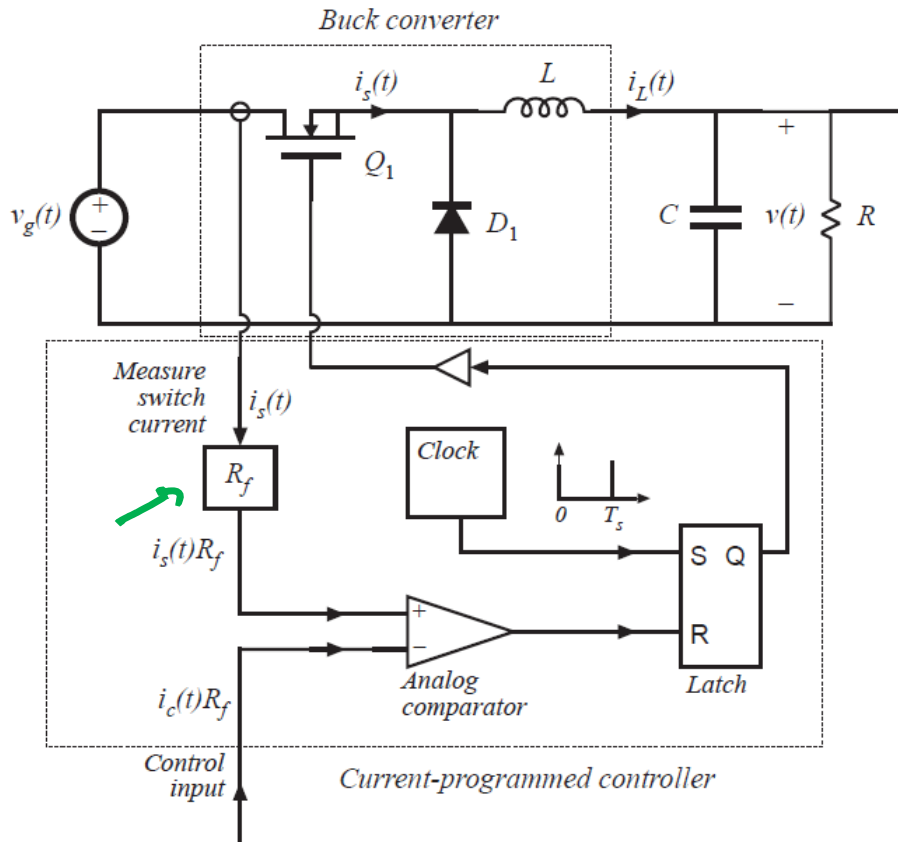 Buck converter
i_s(t)
L
i_L(t)
+
Q_1
v_g(t)
+
−
D_1
C
v(t)
R
−
Measure
switch
current
i_s(t)
Clock
R_f
0
T_s
i_s(t)R_f
S
Q
+
−
R
Analog
comparator
Latch
i_c(t)R_f
Control
input
Current-programmed controller